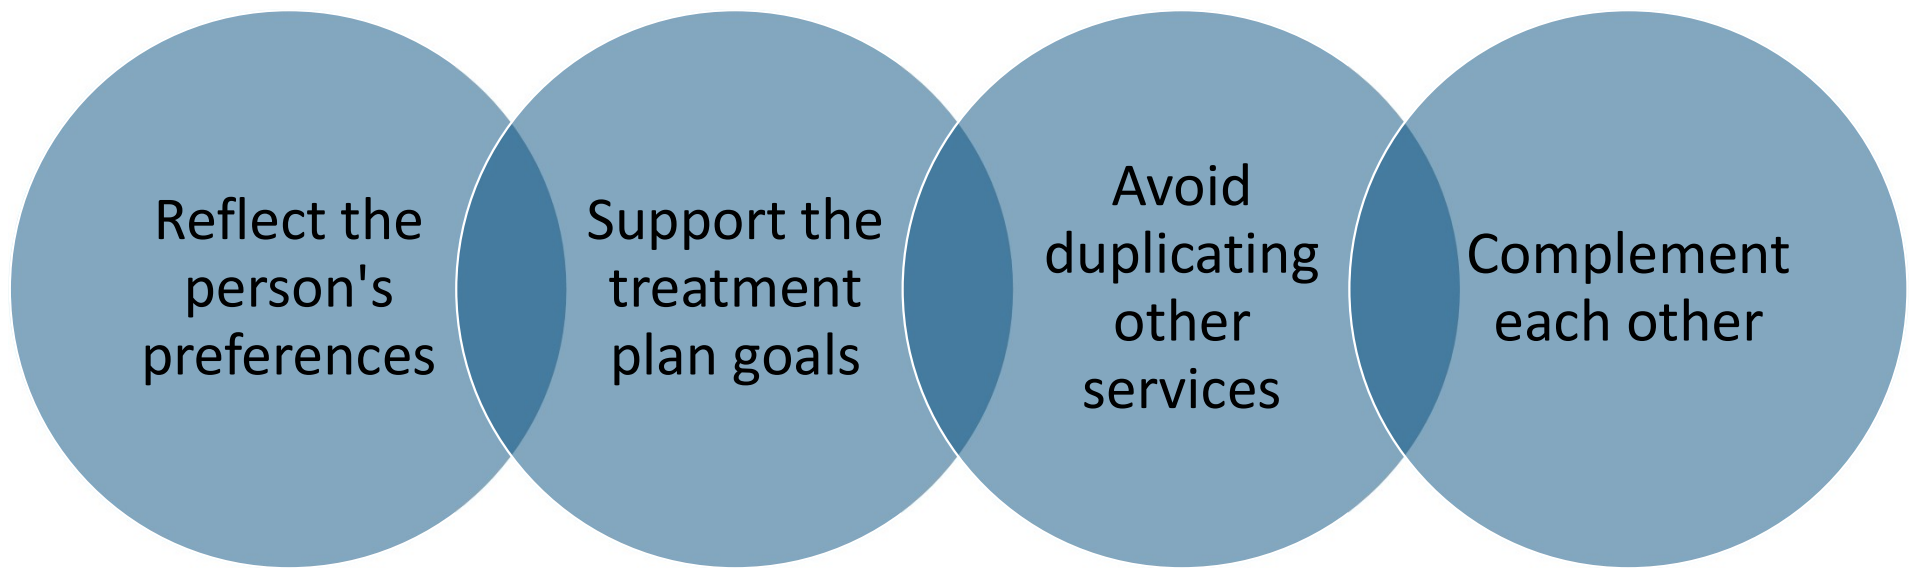 Reflect the
person's
preferences
Support the
treatment
plan goals
Avoid
duplicating
other
services
Complement
each other